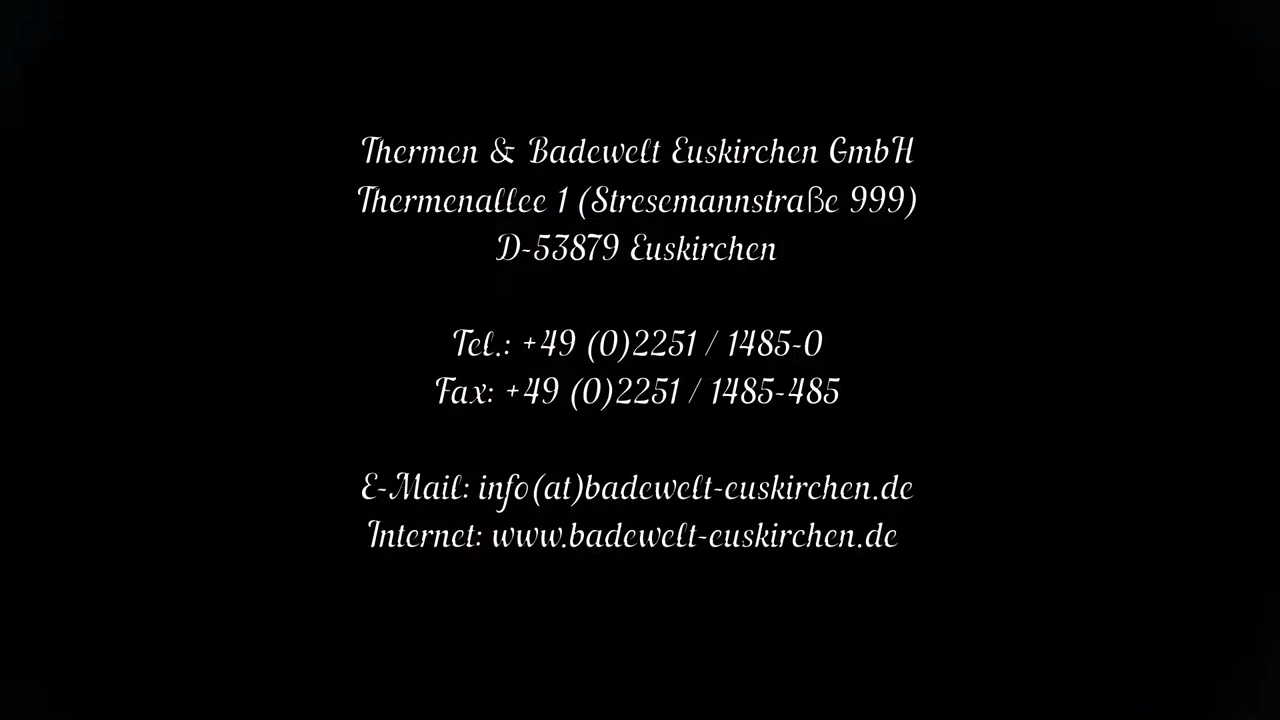 Thermen & Badewelt Euskirchen GmbH
Thermenallee 1 (Stresemannstraße 999)
D-53879 Euskirchen
Tel.: +49 (0)2251 / 1485-0
Fax: +49 (0)2251 / 1485-485
E-Mail: info(at)badewelt-euskirchen.de
Internet: www.badewelt-euskirchen.de